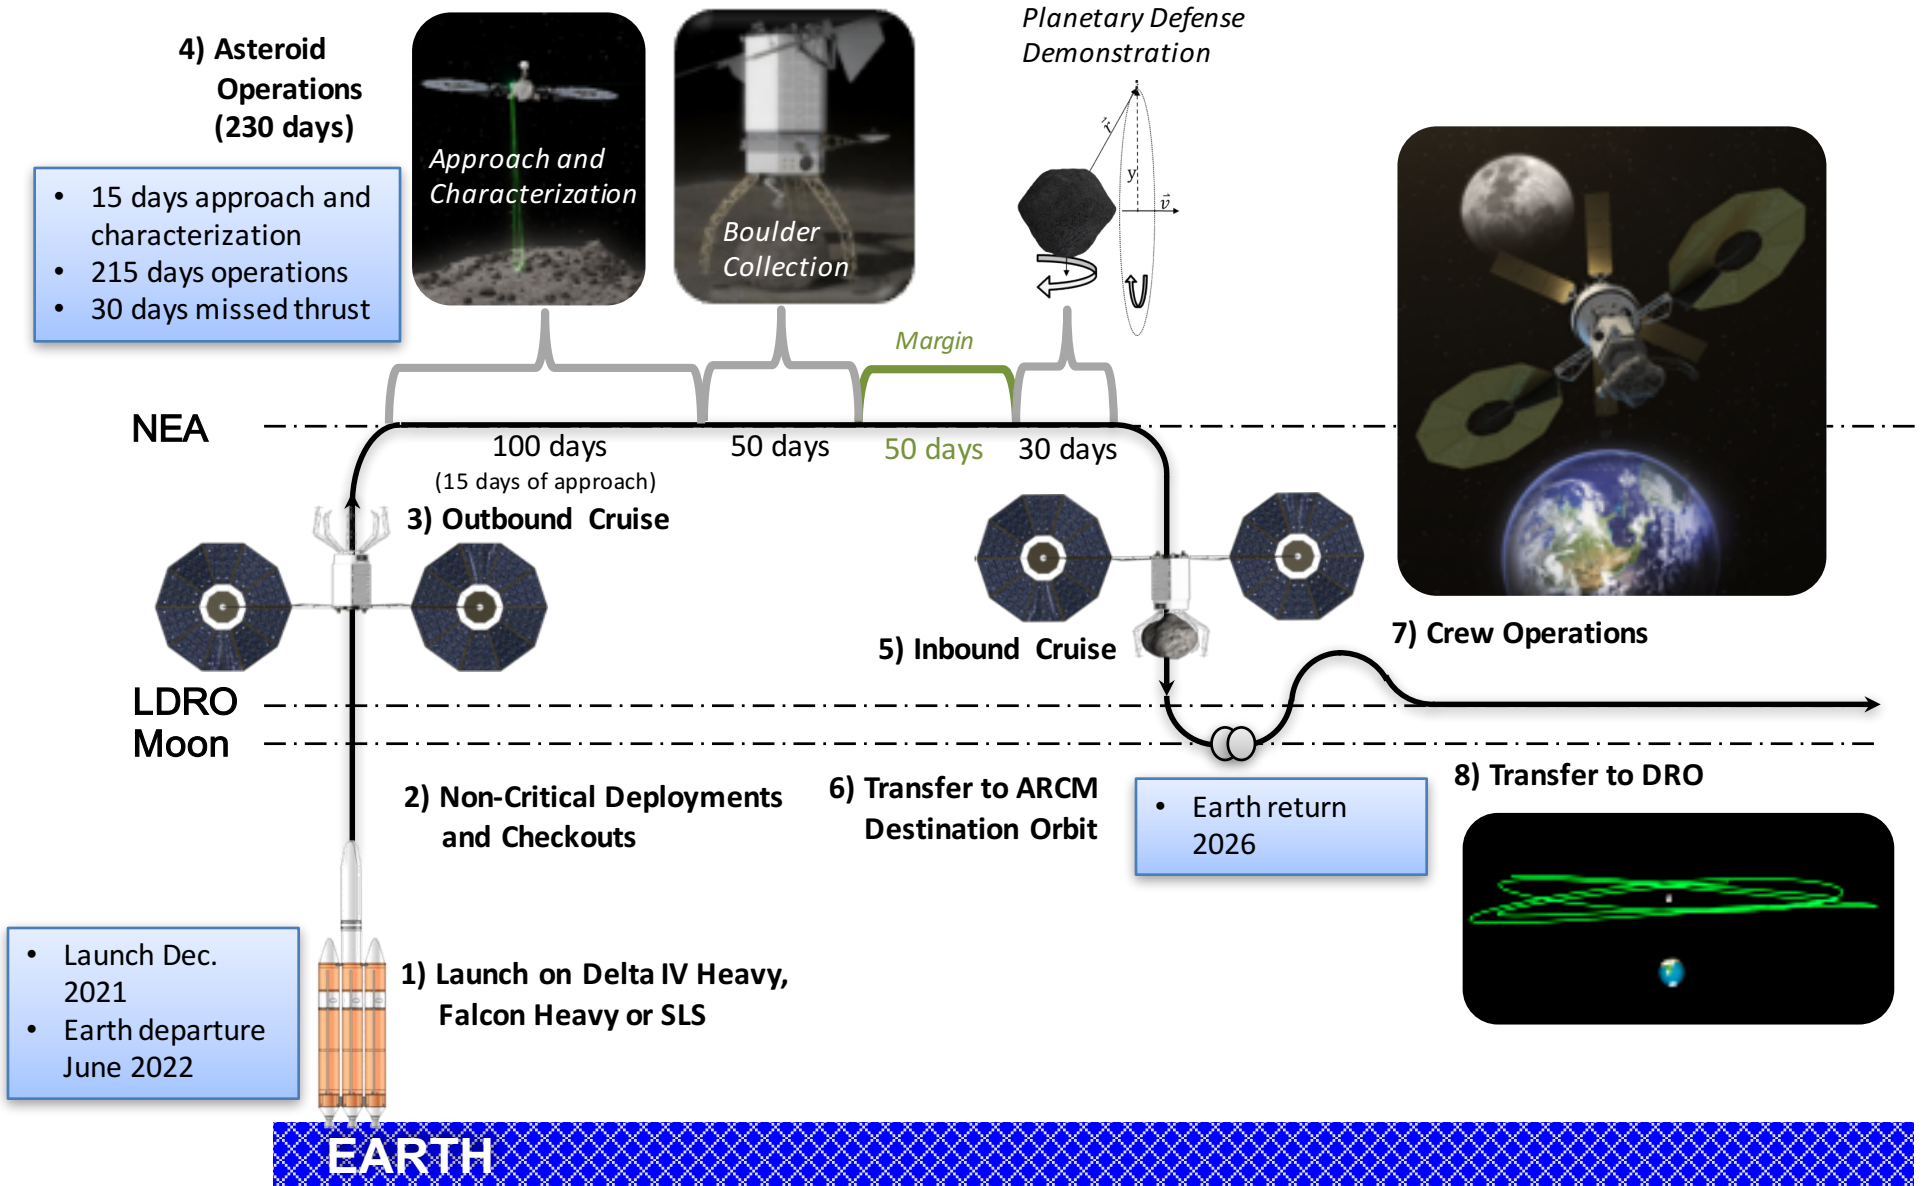 4) Asteroid
Operations
(230 days)
• 15 days approach and
characterization
• 215 days operations
• 30 days missed thrust
Approach and
Characterization
Boulder
Collection
Planetary Defense
Demonstration
r⃗
y
v⃗
Margin
NEA
100 days
(15 days of approach)
50 days
50 days
30 days
3) Outbound Cruise
5) Inbound Cruise
7) Crew Operations
LDRO
Moon
2) Non-Critical Deployments
and Checkouts
6) Transfer to ARCM
Destination Orbit
• Earth return
2026
8) Transfer to DRO
• Launch Dec.
2021
• Earth departure
June 2022
1) Launch on Delta IV Heavy,
Falcon Heavy or SLS
EARTH